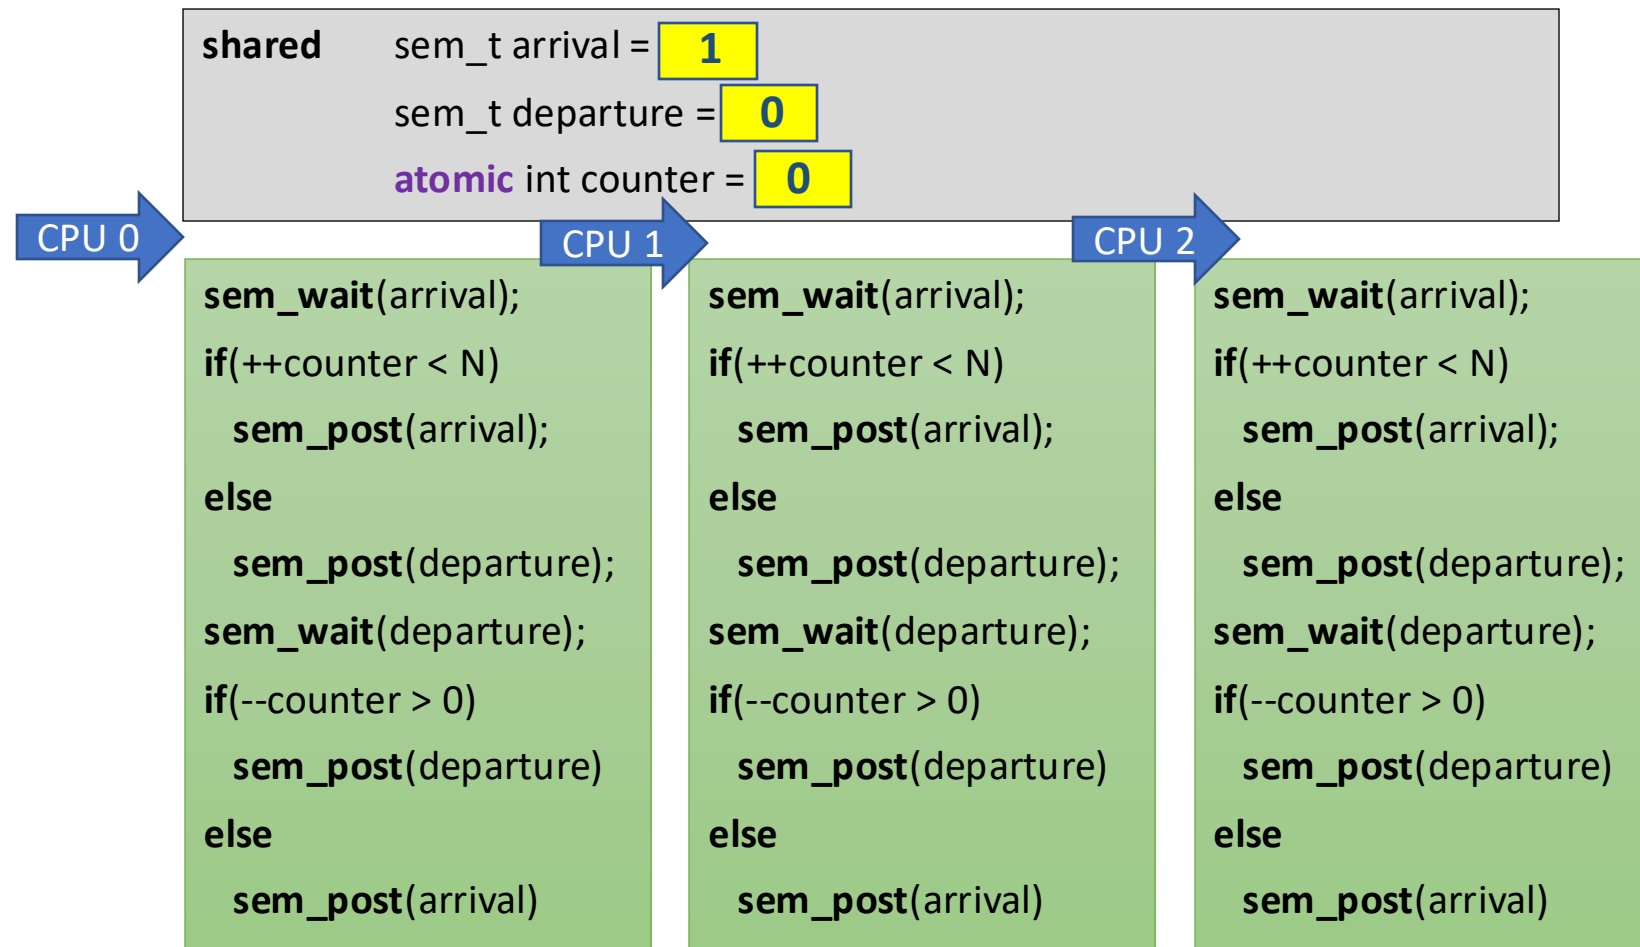 shared sem_t arrival = 1
sem_t departure = 0
atomic int counter = 0
CPU 0
CPU 1
CPU 2
sem_wait(arrival);
if(++counter < N)
sem_post(arrival);
else
sem_post(departure);
sem_wait(departure);
if(--counter > 0)
sem_post(departure)
else
sem_post(arrival)
sem_wait(arrival);
if(++counter < N)
sem_post(arrival);
else
sem_post(departure);
sem_wait(departure);
if(--counter > 0)
sem_post(departure)
else
sem_post(arrival)
sem_wait(arrival);
if(++counter < N)
sem_post(arrival);
else
sem_post(departure);
sem_wait(departure);
if(--counter > 0)
sem_post(departure)
else
sem_post(arrival)